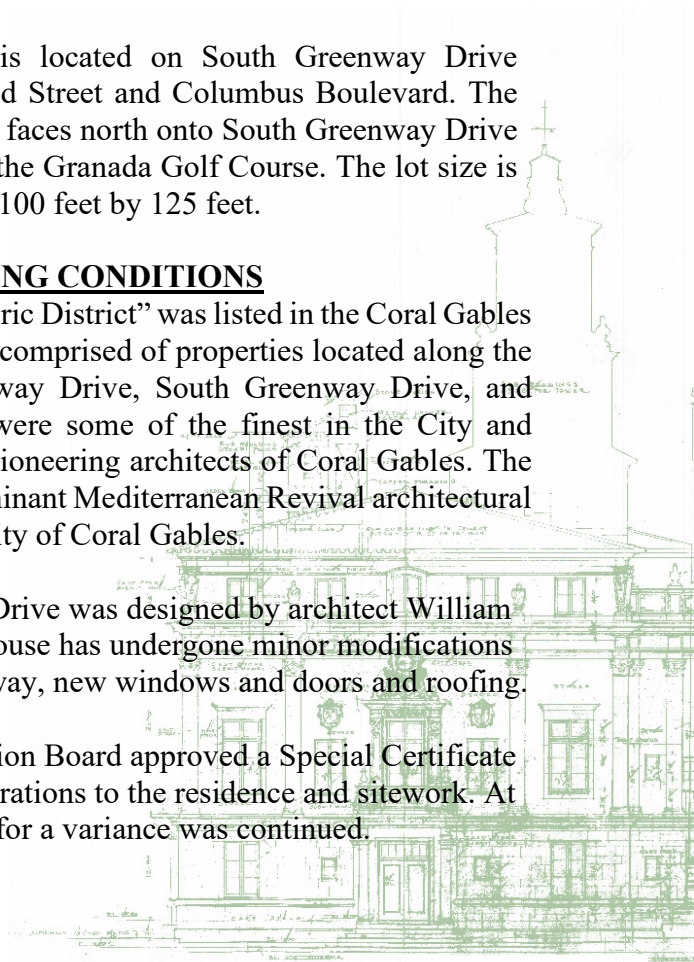 is located on South Greenway Drive
d Street and Columbus Boulevard. The
faces north onto South Greenway Drive
the Granada Golf Course. The lot size is
100 feet by 125 feet.
NG CONDITIONS
ric District” was listed in the Coral Gables
comprised of properties located along the
way Drive, South Greenway Drive, and
were some of the finest in the City and
ioneering architects of Coral Gables. The
inant Mediterranean Revival architectural
ity of Coral Gables.
Drive was designed by architect William
ouse has undergone minor modifications
vay, new windows and doors and roofing.
ion Board approved a Special Certificate
rations to the residence and sitework. At
for a variance was continued.